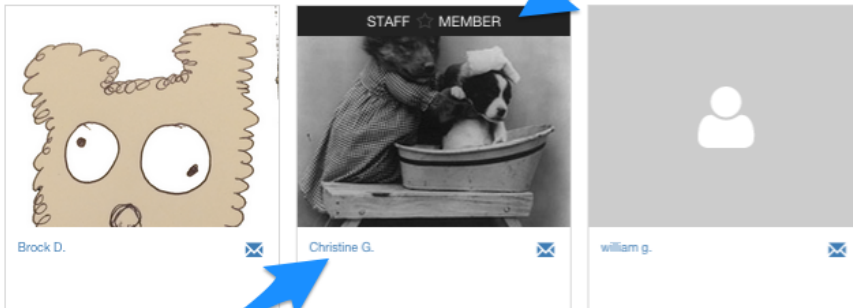 STAFF ☆ MEMBER
Brock D.
Christine G.
william g.